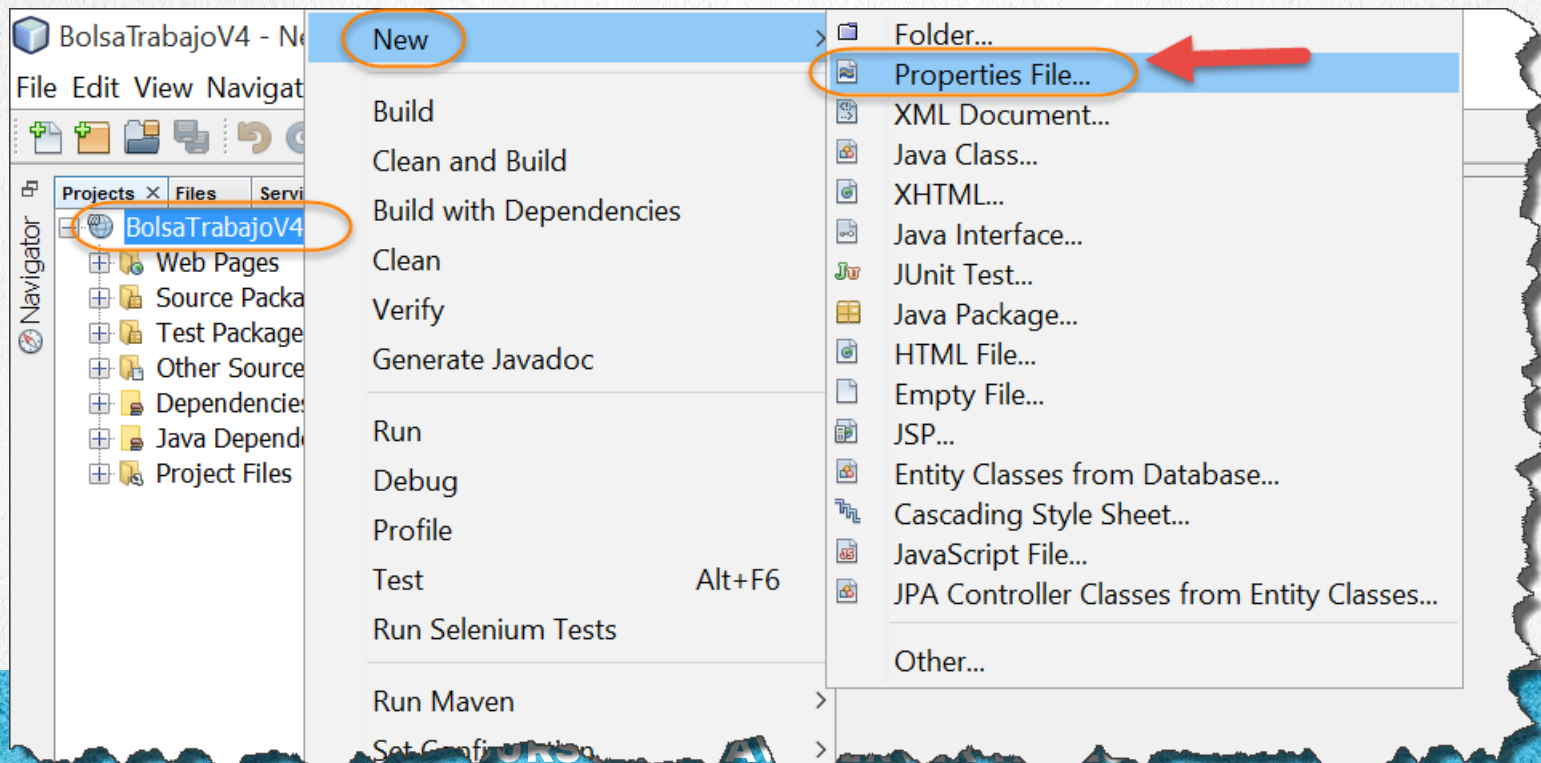 BolsaTrabajoV4 - Ne
File Edit View Navigat
Projects Files Servi
Navigator
BolsaTrabajoV4
Web Pages
Source Packa
Test Package
Other Source
Dependencies
Java Depend
Project Files
New
Build
Clean and Build
Build with Dependencies
Clean
Verify
Generate Javadoc
Run
Debug
Profile
Test Alt+F6
Run Selenium Tests
Run Maven
Folder...
Properties File...
XML Document...
Java Class...
XHTML...
Java Interface...
JUnit Test...
Java Package...
HTML File...
Empty File...
JSP...
Entity Classes from Database...
Cascading Style Sheet...
JavaScript File...
JPA Controller Classes from Entity Classes...
Other...